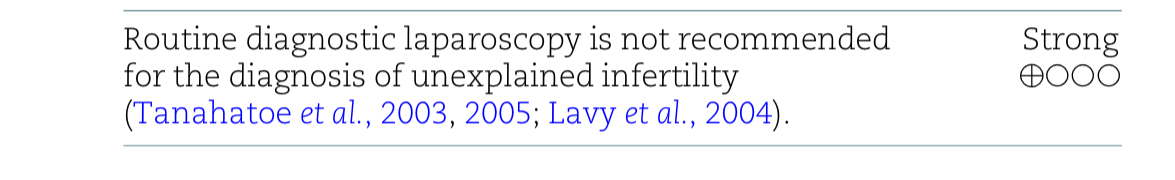 Routine diagnostic laparoscopy is not recommended Strong
for the diagnosis of unexplained infertility ⊕○○○
(Tanahatoe et al., 2003, 2005; Lavy et al., 2004).